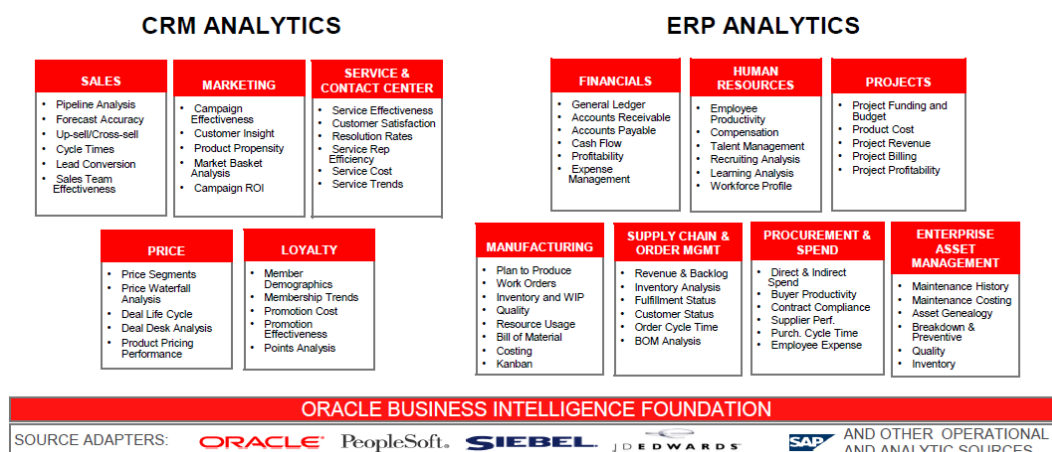 CRM ANALYTICS
ERP ANALYTICS
SALES
• Pipeline Analysis
• Forecast Accuracy
• Up-sell/Cross-sell
• Cycle Times
• Lead Conversion
• Sales Team
Effectiveness
MARKETING
• Campaign
Effectiveness
• Customer Insight
• Product Propensity
• Market Basket
Analysis
• Campaign ROI
SERVICE &
CONTACT CENTER
• Service Effectiveness
• Customer Satisfaction
• Resolution Rates
• Service Rep
Efficiency
• Service Cost
• Service Trends
FINANCIALS
• General Ledger
• Accounts Receivable
• Accounts Payable
• Cash Flow
• Profitability
• Expense
Management
HUMAN
RESOURCES
• Employee
Productivity
• Compensation
• Talent Management
• Recruiting Analysis
• Learning Analysis
• Workforce Profile
PROJECTS
• Project Funding and
Budget
• Product Cost
• Project Revenue
• Project Billing
• Project Profitability
PRICE
• Price Segments
• Price Waterfall
Analysis
• Deal Life Cycle
• Deal Desk Analysis
• Product Pricing
Performance
LOYALTY
• Member
Demographics
• Membership Trends
• Promotion Cost
• Promotion
Effectiveness
• Points Analysis
MANUFACTURING
• Plan to Produce
• Work Orders
• Inventory and WIP
• Quality
• Resource Usage
• Bill of Material
• Costing
• Kanban
SUPPLY CHAIN &
ORDER MGMT
• Revenue & Backlog
• Inventory Analysis
• Fulfillment Status
• Customer Status
• Order Cycle Time
• BOM Analysis
PROCUREMENT &
SPEND
• Direct & Indirect
Spend
• Buyer Productivity
• Contract Compliance
• Supplier Perf.
• Purch. Cycle Time
• Employee Expense
ENTERPRISE
ASSET
MANAGEMENT
• Maintenance History
• Maintenance Costing
• Asset Genealogy
• Breakdown &
Preventive
• Quality
• Inventory
ORACLE BUSINESS INTELLIGENCE FOUNDATION
SOURCE ADAPTERS:
ORACLE
PeopleSoft.
SIEBEL.
JDEDWARDS
SAP
AND OTHER OPERATIONAL
AND ANALYTIC SOURCES